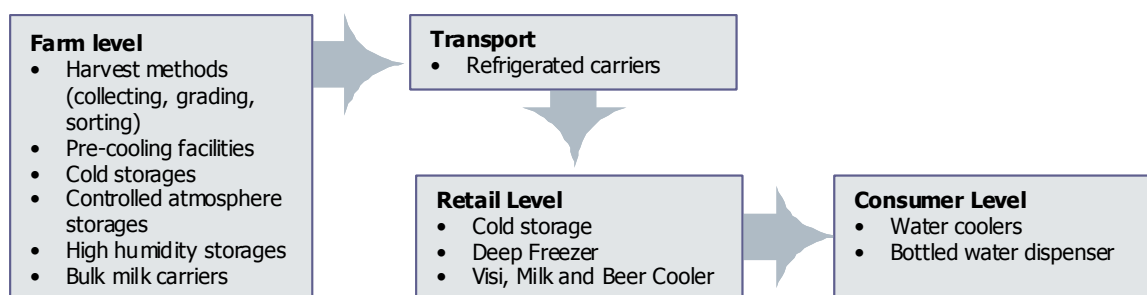 Farm level
• Harvest methods
(collecting, grading,
sorting)
• Pre-cooling facilities
• Cold storages
• Controlled atmosphere
storages
• High humidity storages
• Bulk milk carriers
Transport
• Refrigerated carriers
Retail Level
• Cold storage
• Deep Freezer
• Visi, Milk and Beer Cooler
Consumer Level
• Water coolers
• Bottled water dispenser